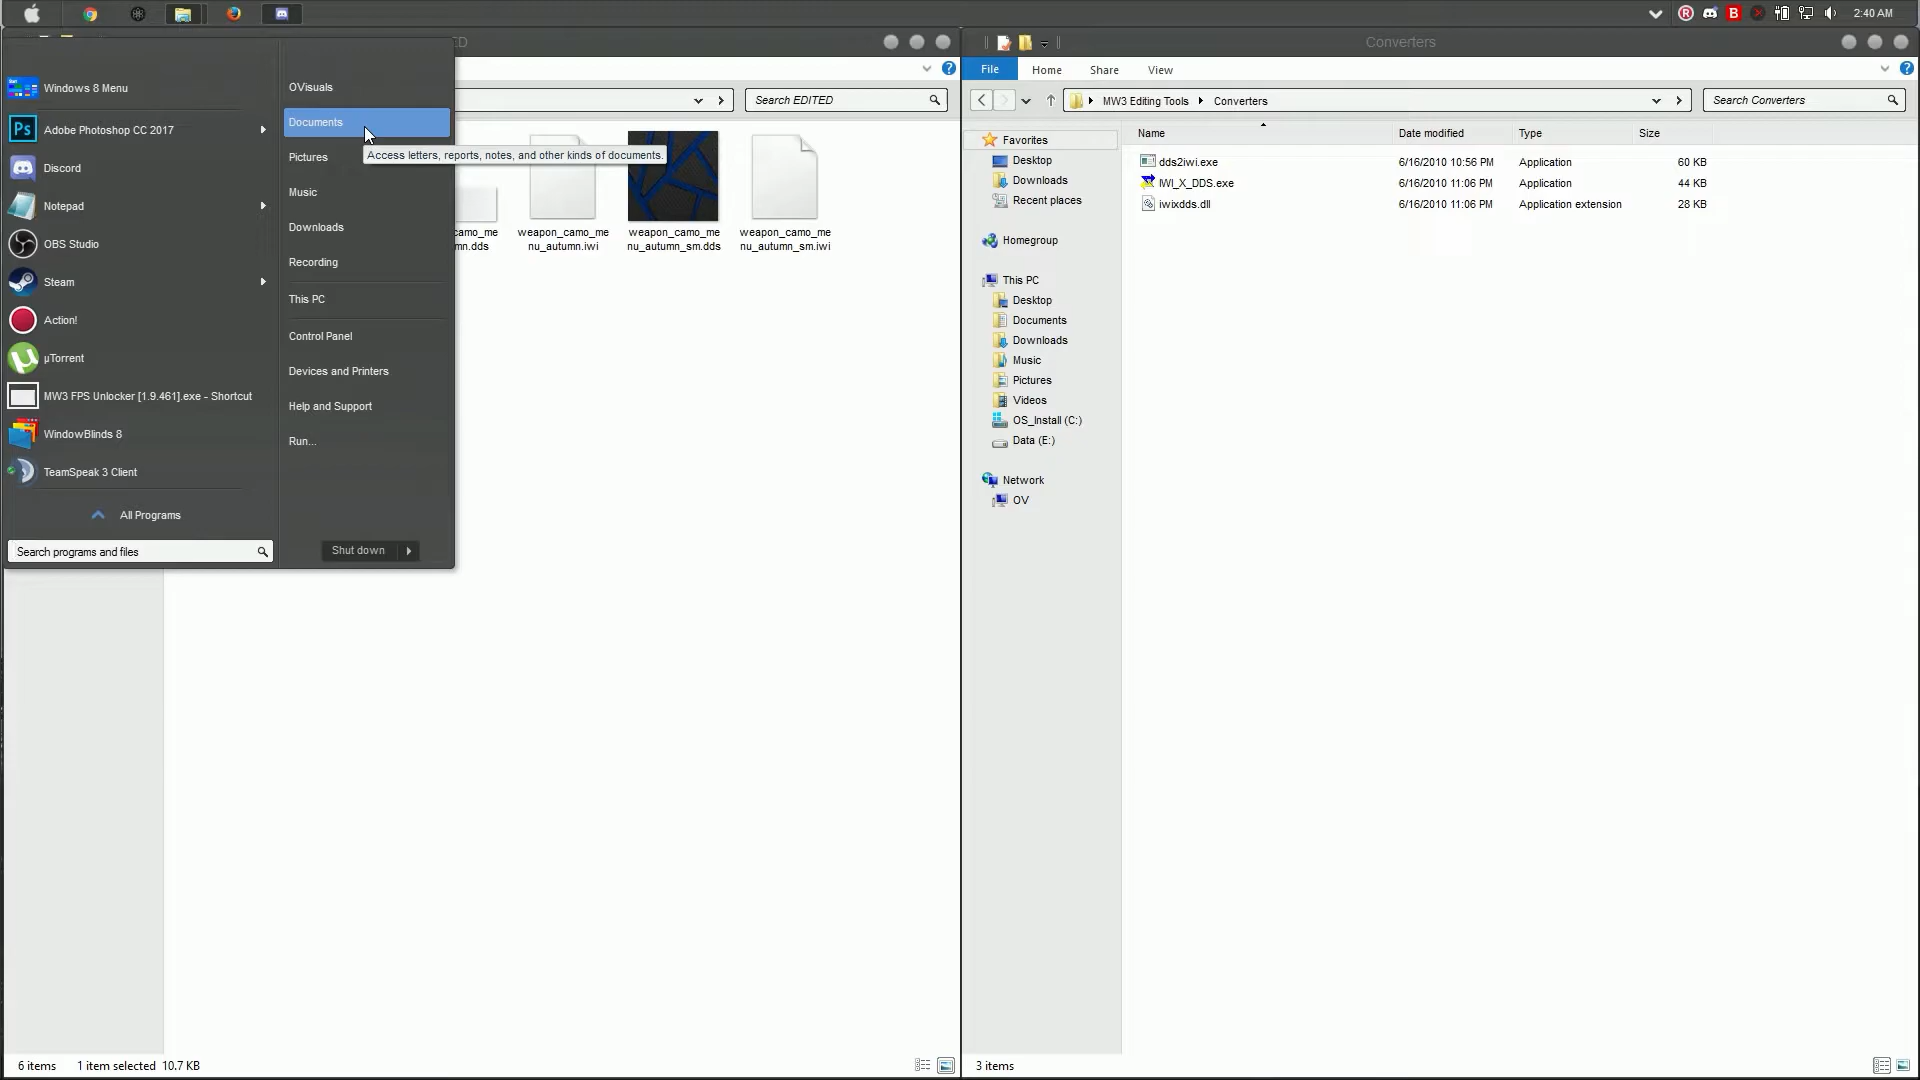 2:40 AM
Windows 8 Menu
Adobe Photoshop CC 2017
Discord
Notepad
OBS Studio
Steam
Action!
µTorrent
MW3 FPS Unlocker [1.9.461].exe - Shortcut
WindowBlinds 8
TeamSpeak 3 Client
All Programs
Search programs and files
OVisuals
Documents
Access letters, reports, notes, and other kinds of documents.
Pictures
Music
Downloads
Recording
This PC
Control Panel
Devices and Printers
Help and Support
Run...
Shut down
ED
Search EDITED
camo_me
mn.dds
weapon_camo_me
nu_autumn.iwi
weapon_camo_me
nu_autumn_sm.dds
weapon_camo_me
nu_autumn_sm.iwi
6 items 1 item selected 10.7 KB
Converters
File Home Share View
MW3 Editing Tools Converters
Search Converters
Favorites
Desktop
Downloads
Recent places
Homegroup
This PC
Desktop
Documents
Downloads
Music
Pictures
Videos
OS_Install (C:)
Data (E:)
Network
OV
Name Date modified Type Size
dds2iwi.exe 6/16/2010 10:56 PM Application 60 KB
IWI_X_DDS.exe 6/16/2010 11:06 PM Application 44 KB
iwixdds.dll 6/16/2010 11:06 PM Application extension 28 KB
3 items